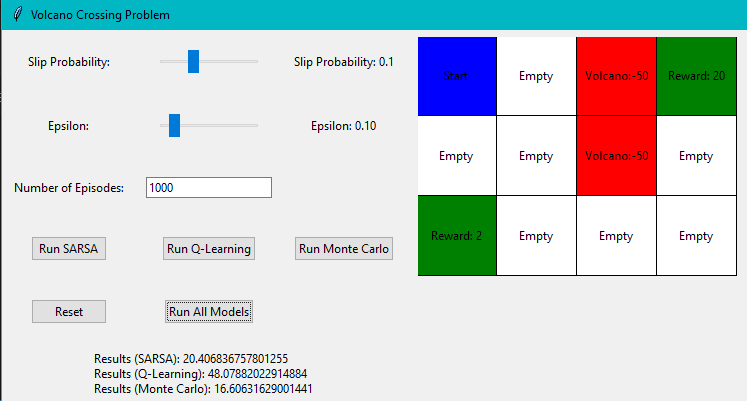 Volcano Crossing Problem
Slip Probability:
Slip Probability: 0.1
Epsilon:
Epsilon: 0.10
Number of Episodes:
1000
Run SARSA
Run Q-Learning
Run Monte Carlo
Reset
Run All Models
Results (SARSA): 20.406836757801255
Results (Q-Learning): 48.07882022914884
Results (Monte Carlo): 16.60631629001441
Start
Empty
Volcano:-50
Reward: 20
Empty
Empty
Volcano:-50
Empty
Reward: 2
Empty
Empty
Empty